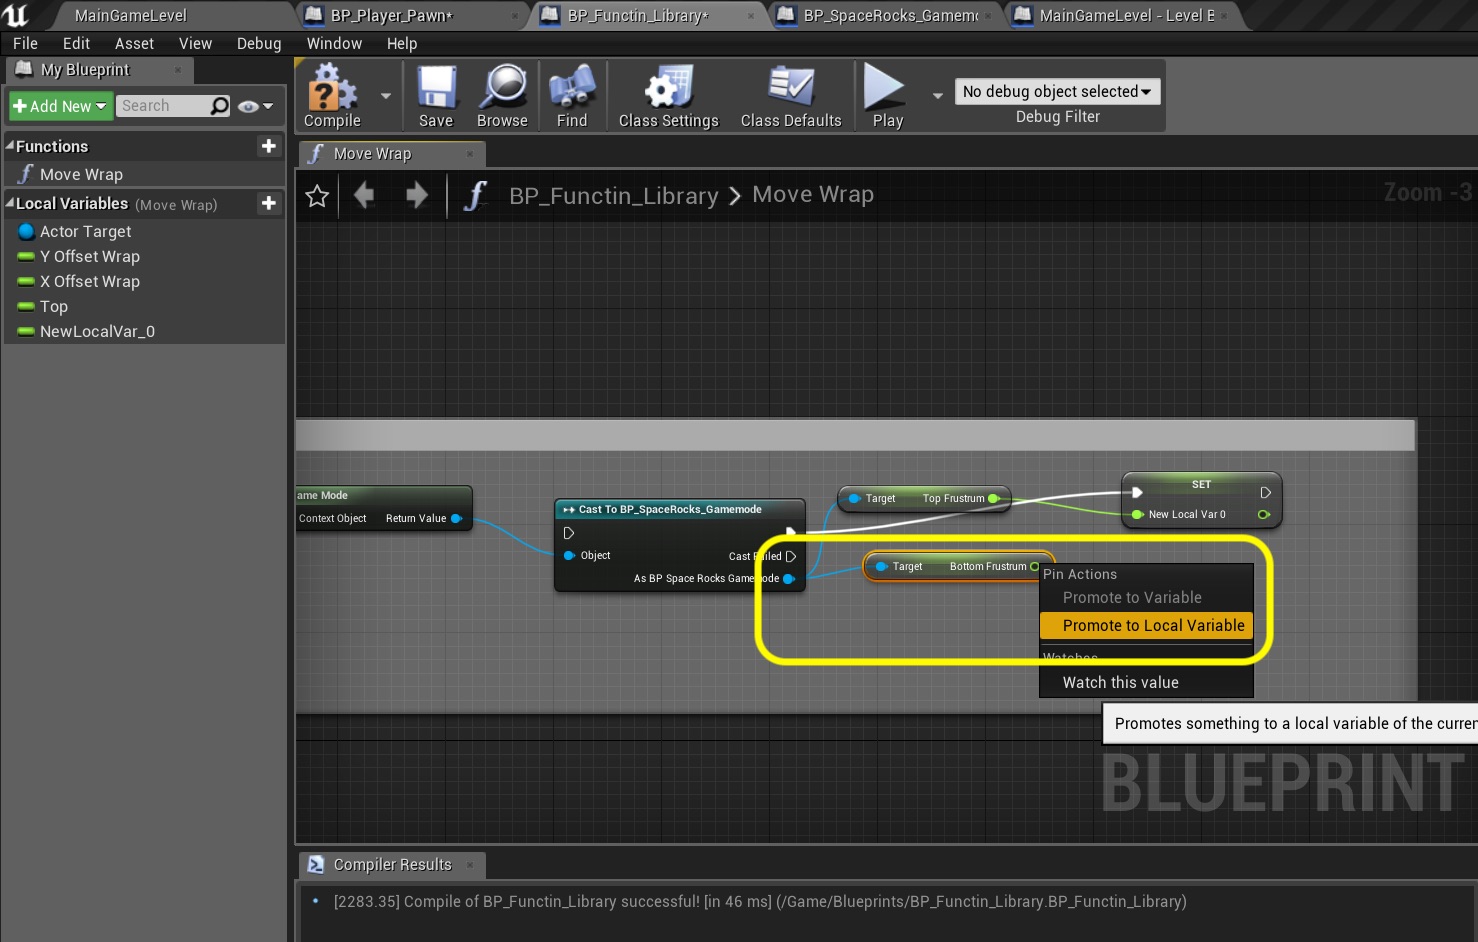 MainGameLevel
BP_Player_Pawn*
BP_Functin_Library*
BP_SpaceRocks_Gamem
MainGameLevel - Level B
File Edit Asset View Debug Window Help
My Blueprint
Add New
Search
Functions
Move Wrap
Local Variables (Move Wrap)
Actor Target
Y Offset Wrap
X Offset Wrap
Top
NewLocalVar_0
Compile
Save
Browse
Find
Class Settings
Class Defaults
Play
No debug object selected
Debug Filter
Move Wrap
BP_Functin_Library > Move Wrap
Zoom -3
ame Mode
Context Object Return Value
Cast To BP_SpaceRocks_Gamemode
Object
Cast Failed
As BP Space Rocks Gamemode
Target Top Frustrum
SET
New Local Var 0
Target Bottom Frustrum
Pin Actions
Promote to Variable
Promote to Local Variable
Watches
Watch this value
Promotes something to a local variable of the curren
BLUEPRINT
Compiler Results
[2283.35] Compile of BP_Functin_Library successful! [in 46 ms] (/Game/Blueprints/BP_Functin_Library.BP_Functin_Library)